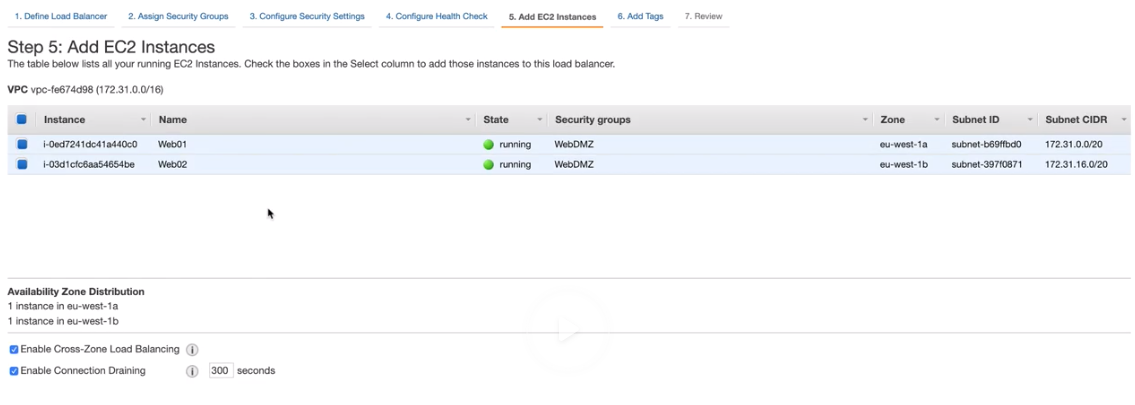 1. Define Load Balancer 2. Assign Security Groups 3. Configure Security Settings 4. Configure Health Check 5. Add EC2 Instances 6. Add Tags 7. Review
Step 5: Add EC2 Instances
The table below lists all your running EC2 Instances. Check the boxes in the Select column to add those instances to this load balancer.
VPC vpc-fe674d98 (172.31.0.0/16)
Instance Name State Security groups Zone Subnet ID Subnet CIDR
i-0ed7241dc41a440c0 Web01 running WebDMZ eu-west-1a subnet-b69ffbd0 172.31.0.0/20
i-03d1cfc6aa54654be Web02 running WebDMZ eu-west-1b subnet-397f0871 172.31.16.0/20
Availability Zone Distribution
1 instance in eu-west-1a
1 instance in eu-west-1b
Enable Cross-Zone Load Balancing
Enable Connection Draining 300 seconds